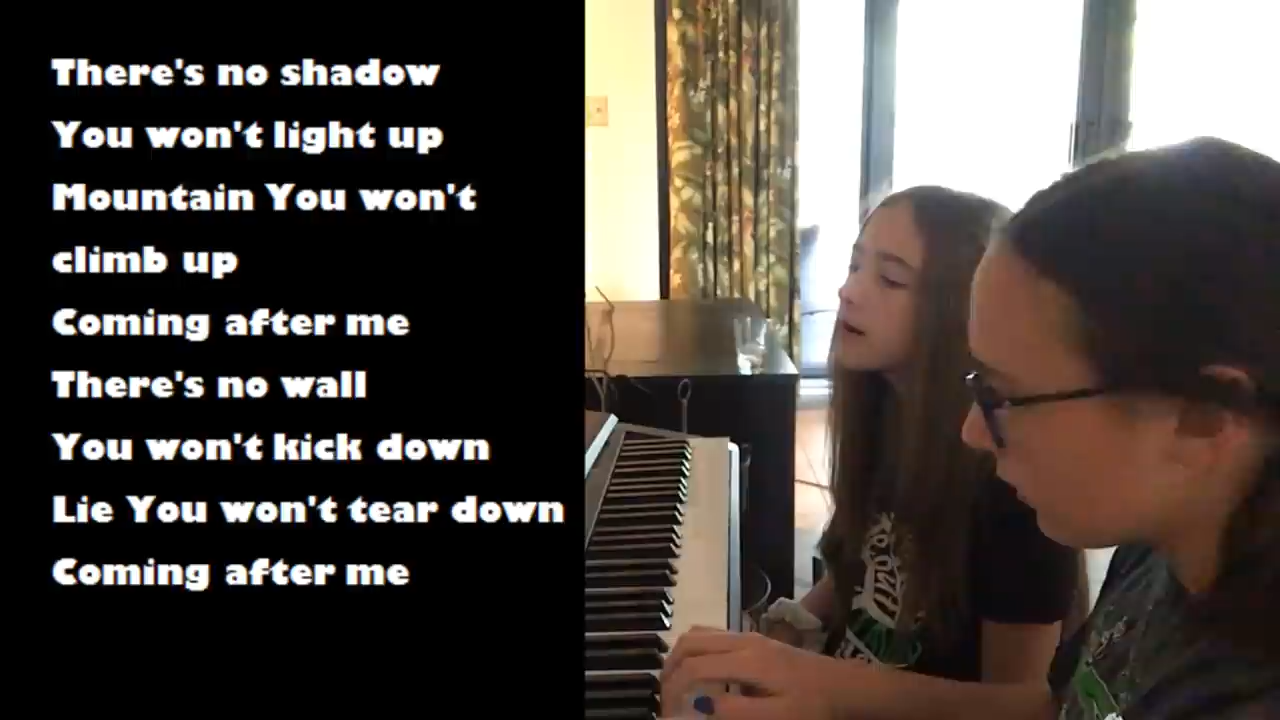 There's no shadow
You won't light up
Mountain You won't
climb up
Coming after me
There's no wall
You won't kick down
Lie You won't tear down
Coming after me